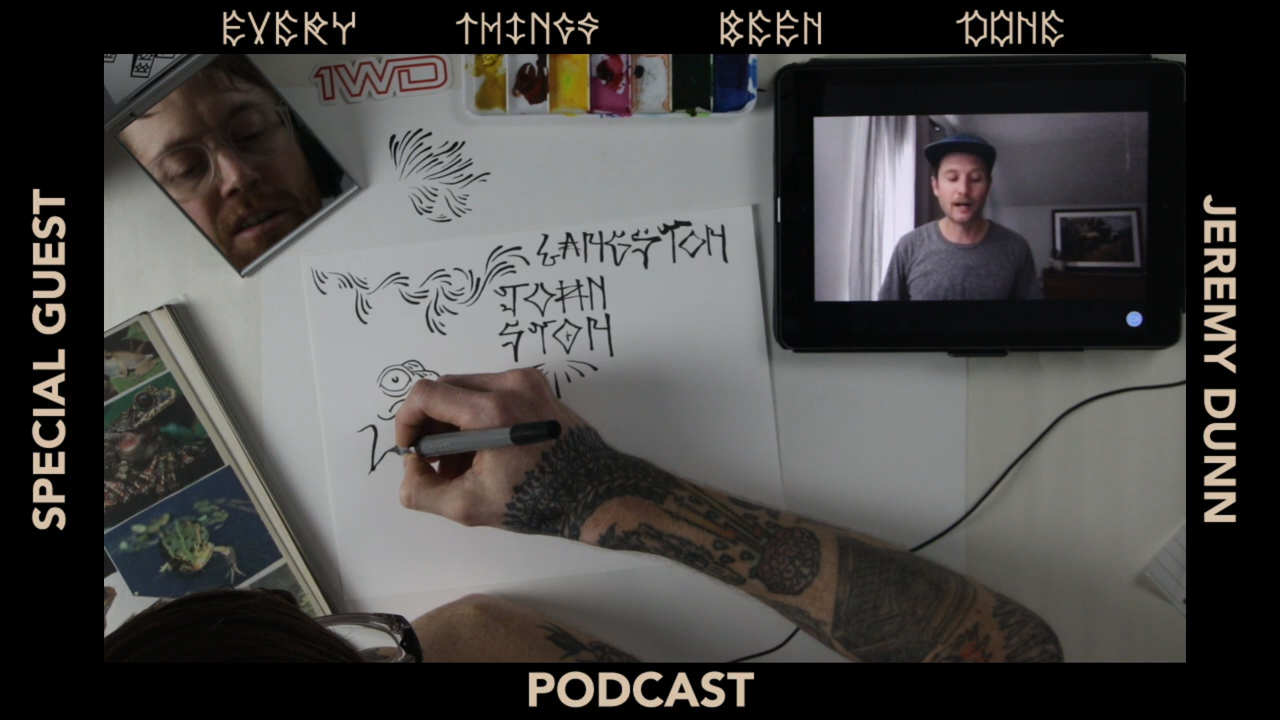 EVERY THINGS BEEN DONE
SPECIAL GUEST
1WD
LANGSTON
JOHN
STON
JEREMY DUNN
PODCAST